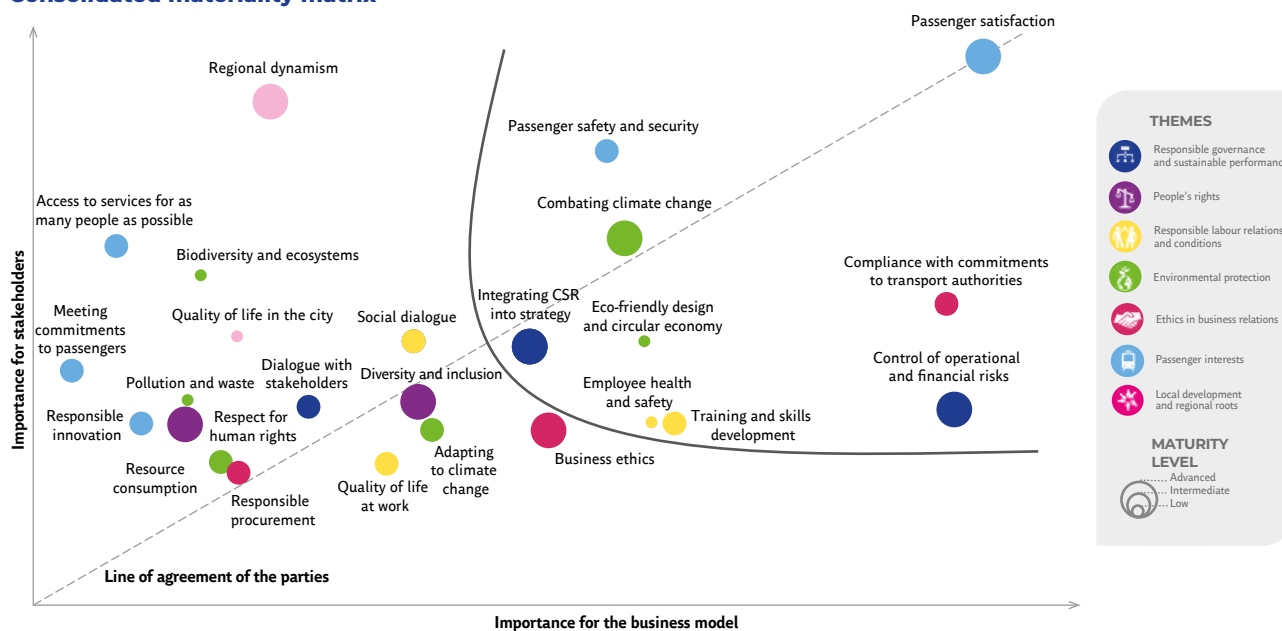 Consolidated materiality matrix
Passenger satisfaction
Regional dynamism
Passenger safety and security
Access to services for as
many people as possible
Combating climate change
Biodiversity and ecosystems
Compliance with commitments
to transport authorities
Meeting
commitments
to passengers
Quality of life in the city
Social dialogue
Integrating CSR
into strategy
Eco-friendly design
and circular economy
Dialogue with
stakeholders
Diversity and inclusion
Control of operational
and financial risks
Pollution and waste
Employee health
and safety
Responsible
innovation
Respect for
human rights
Training and skills
development
Business ethics
Adapting
to climate
change
Resource
consumption
Quality of life
at work
Responsible
procurement
Line of agreement of the parties
Importance for stakeholders
Importance for the business model
THEMES
Responsible governance
and sustainable performance
People's rights
Responsible labour relations
and conditions
Environmental protection
Ethics in business relations
Passenger interests
Local development
and regional roots
MATURITY
LEVEL
Advanced
Intermediate
Low